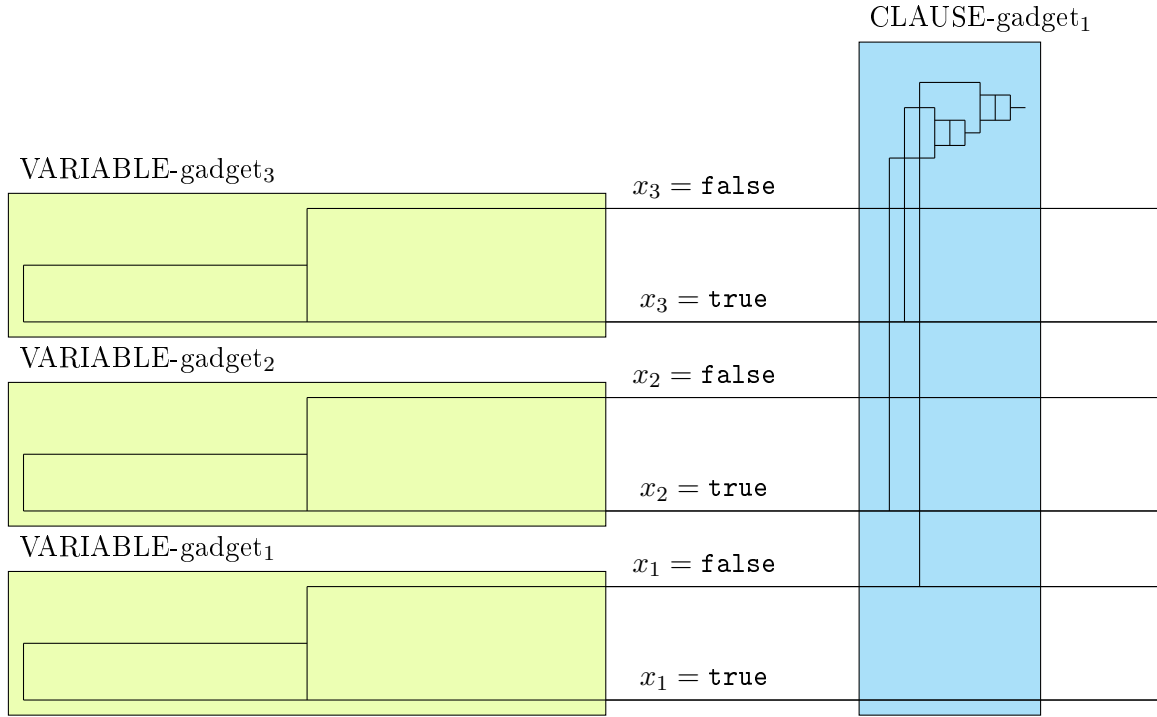 CLAUSE-gadget₁
VARIABLE-gadget₃
x₃ = false
x₃ = true
VARIABLE-gadget₂
x₂ = false
x₂ = true
VARIABLE-gadget₁
x₁ = false
x₁ = true